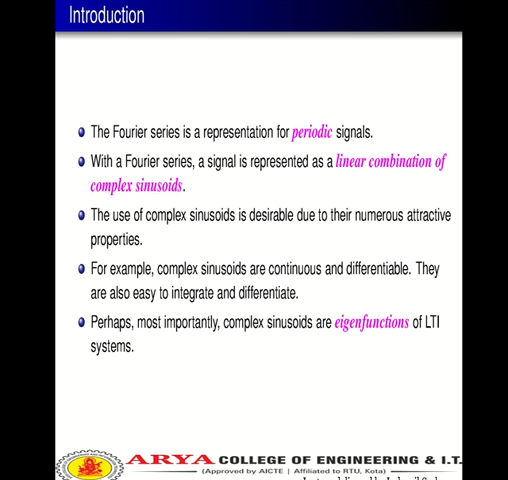 Introduction
The Fourier series is a representation for periodic signals.
With a Fourier series, a signal is represented as a linear combination of
complex sinusoids.
The use of complex sinusoids is desirable due to their numerous attractive
properties.
For example, complex sinusoids are continuous and differentiable. They
are also easy to integrate and differentiate.
Perhaps, most importantly, complex sinusoids are eigenfunctions of LTI
systems.
ARYA COLLEGE OF ENGINEERING & I.T.
(Approved by AICTE | Affiliated to RTU, Kota)